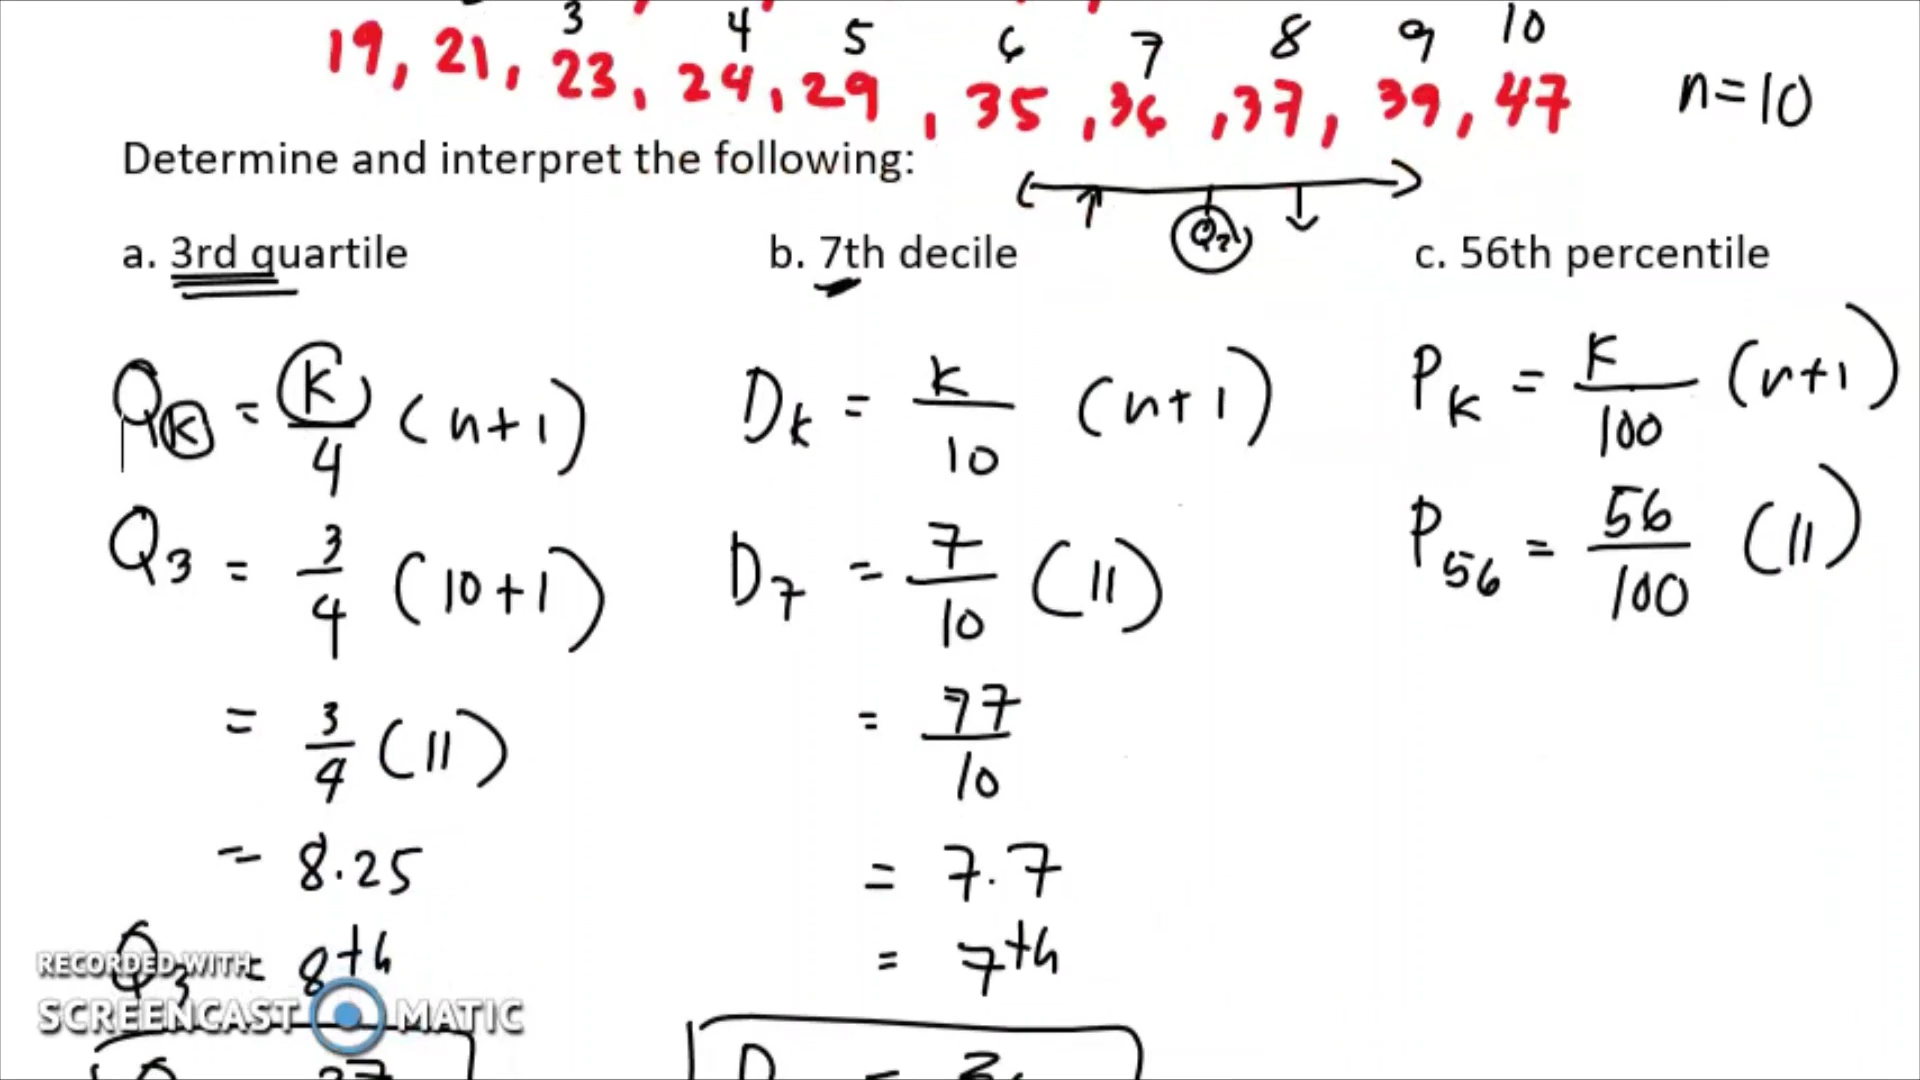 3 4 5 6 7 8 9 10
19, 21, 23, 24, 29, 35, 36, 37, 39, 47 n=10
Determine and interpret the following:
a. 3rd quartile b. 7th decile Q₃ c. 56th percentile
Qk = k/4 (n+1) Dk = k/10 (n+1) Pk = k/100 (n+1)
Q3 = 3/4 (10+1) D7 = 7/10 (11) P56 = 56/100 (11)
= 3/4 (11) = 77/10
= 8.25 = 7.7
Q3 = 8th = 7th
RECORDED WITH
SCREENCAST MATIC
37 D =